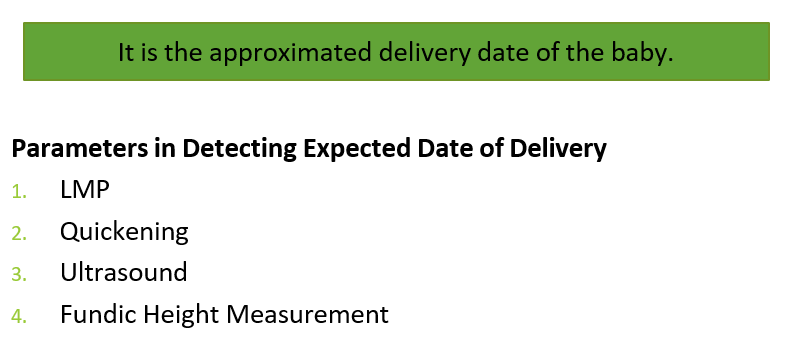 It is the approximated delivery date of the baby.
Parameters in Detecting Expected Date of Delivery
1. LMP
2. Quickening
3. Ultrasound
4. Fundic Height Measurement